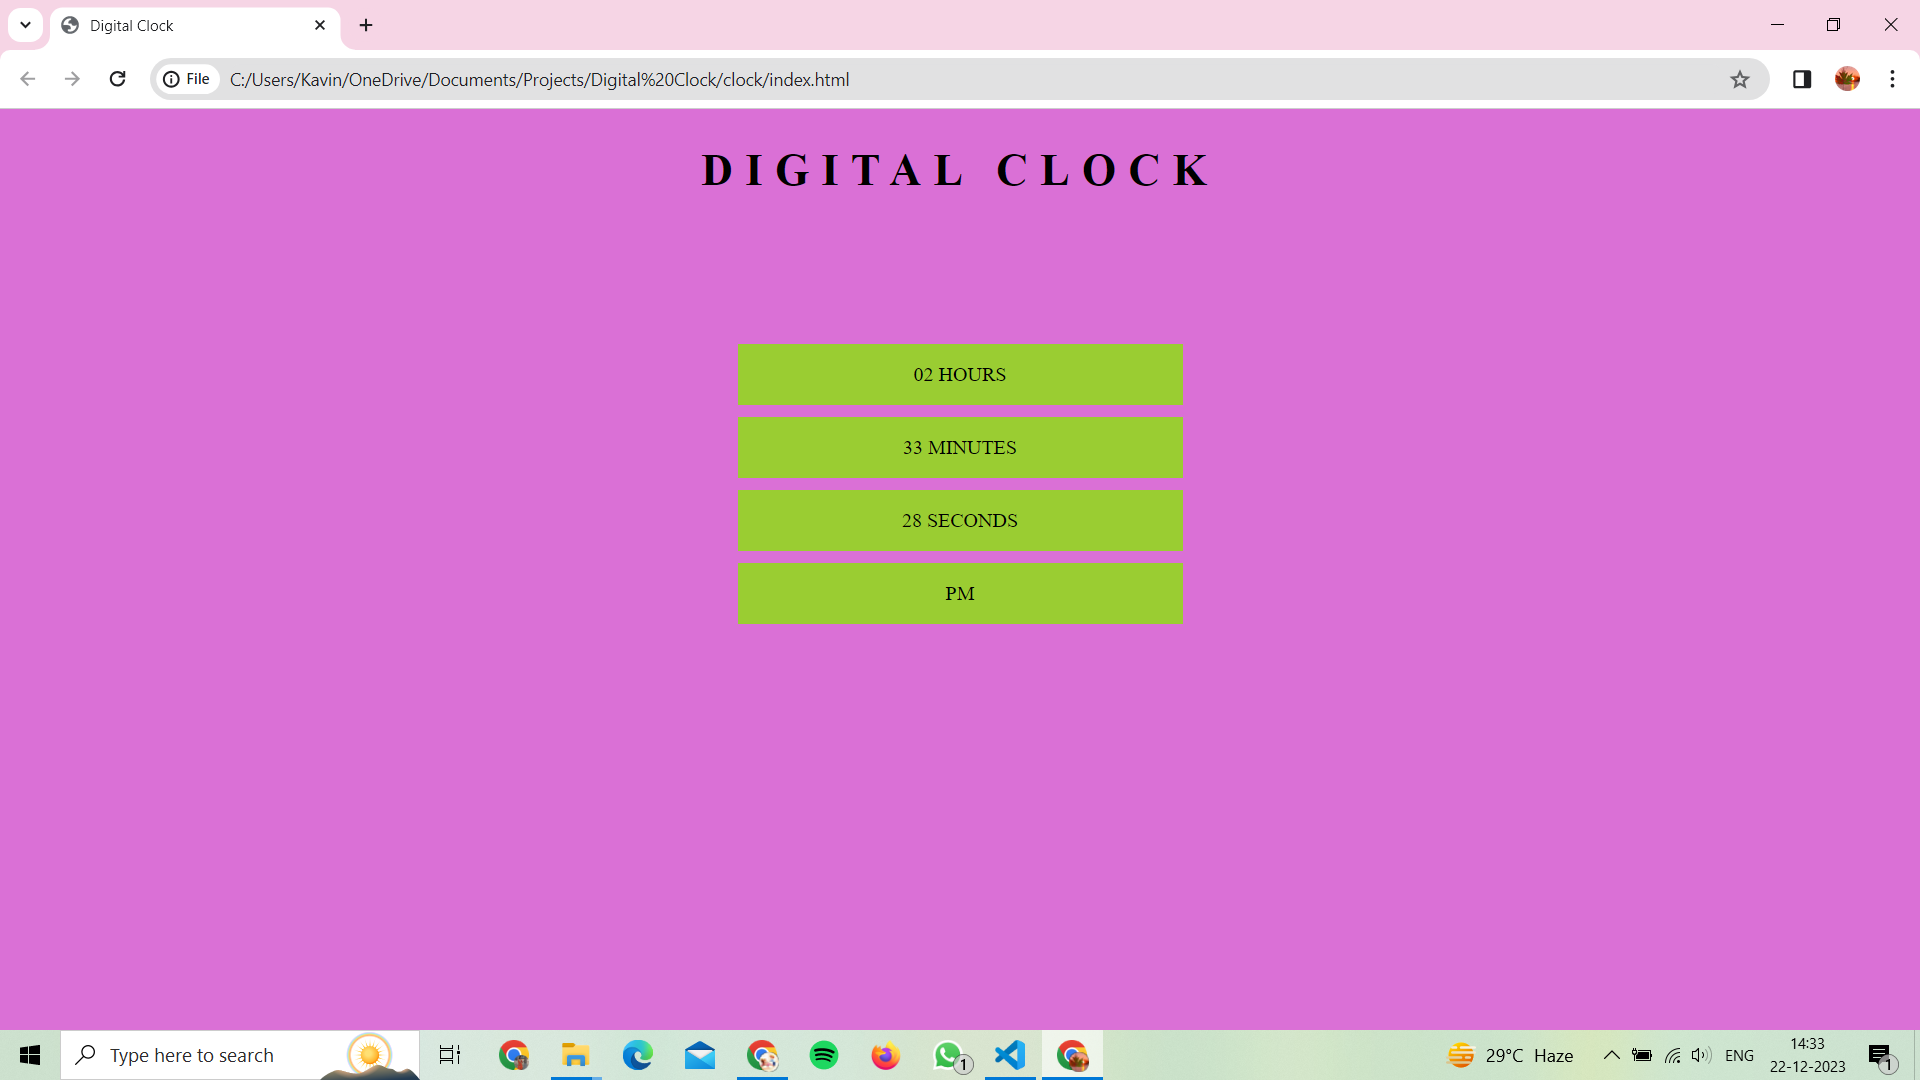 Digital Clock
File
C:/Users/Kavin/OneDrive/Documents/Projects/Digital%20Clock/clock/index.html
DIGITAL CLOCK
02 HOURS
33 MINUTES
28 SECONDS
PM
Type here to search
1
29°C Haze
ENG
14:33
22-12-2023
1